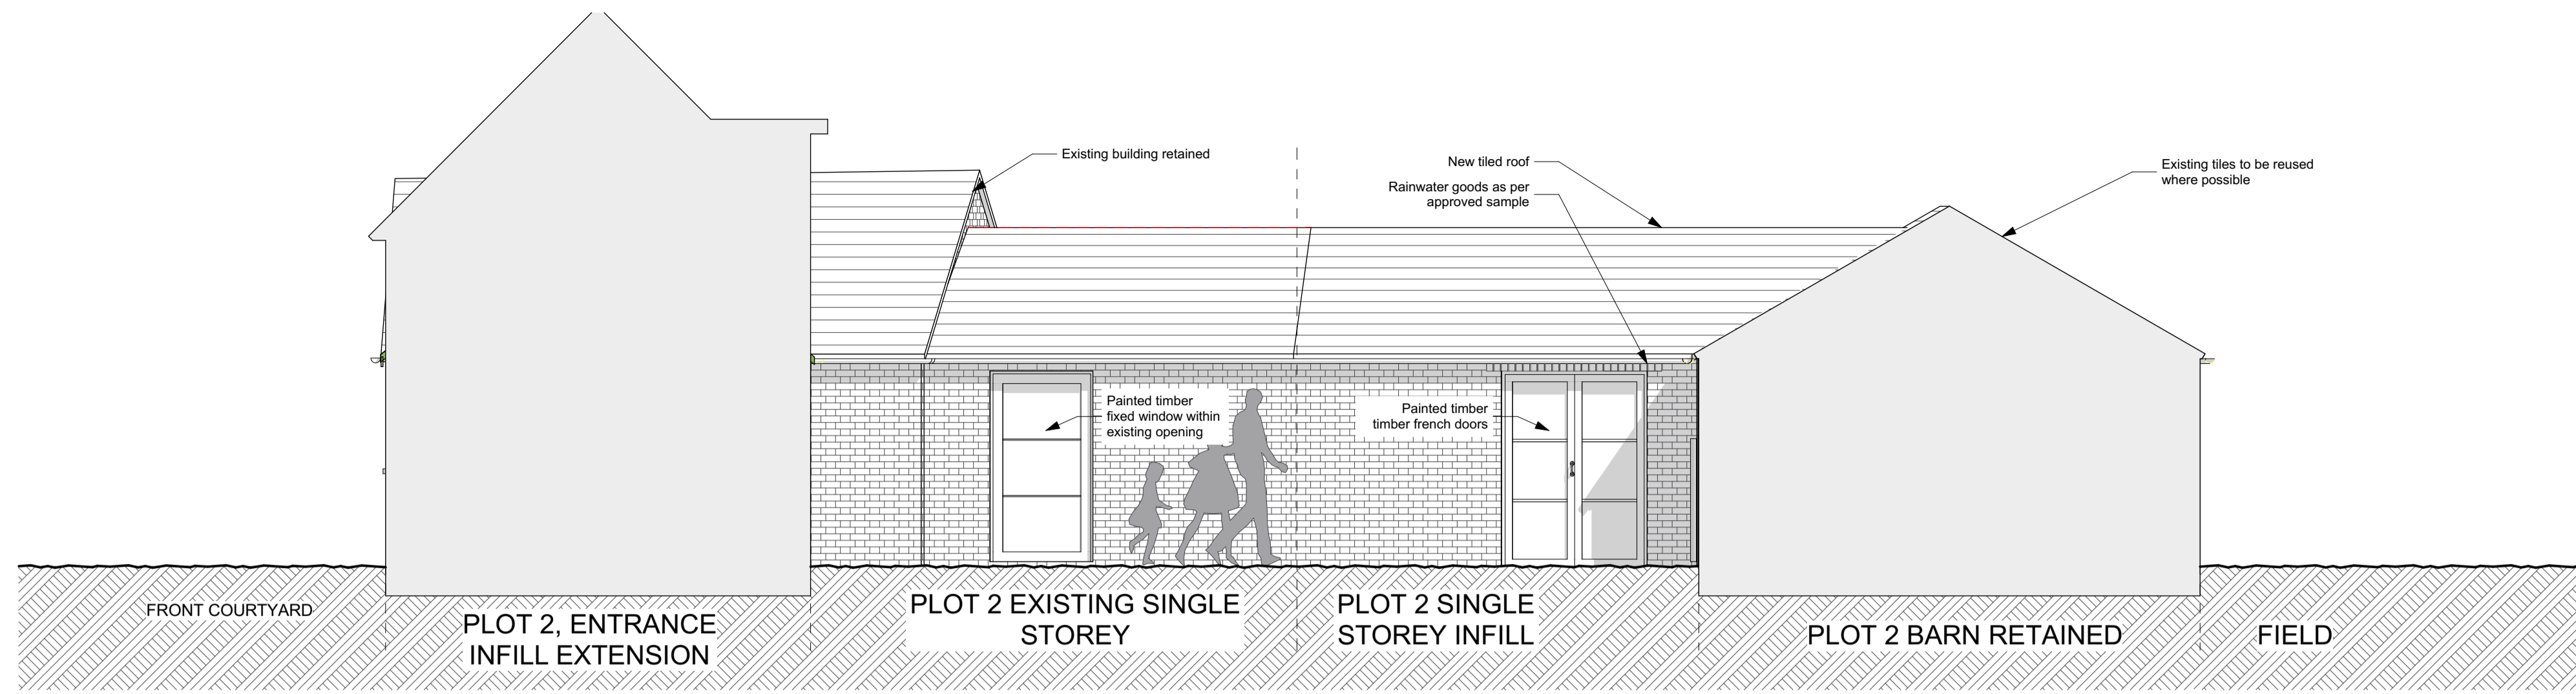 Existing building retained
New tiled roof
Rainwater goods as per
approved sample
Existing tiles to be reused
where possible
Painted timber
fixed window within
existing opening
Painted timber
timber french doors
FRONT COURTYARD
PLOT 2, ENTRANCE
INFILL EXTENSION
PLOT 2 EXISTING SINGLE
STOREY
PLOT 2 SINGLE
STOREY INFILL
PLOT 2 BARN RETAINED
FIELD